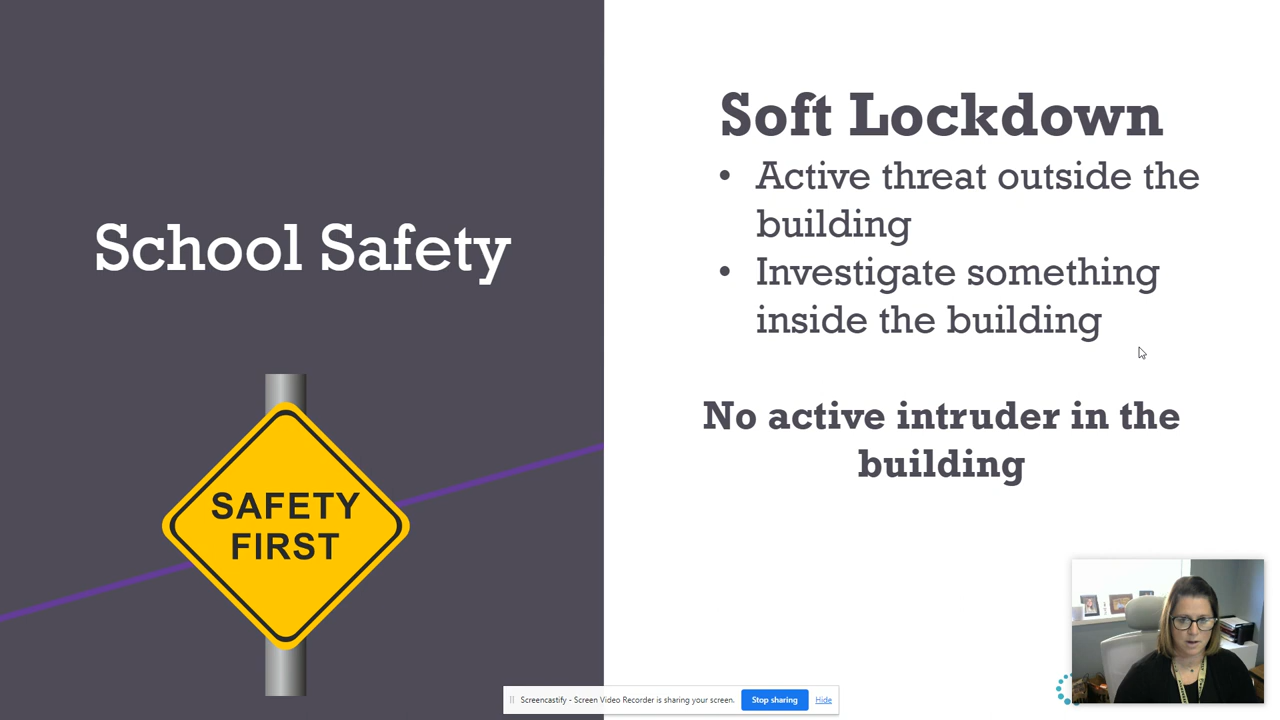 School Safety
SAFETY
FIRST
Soft Lockdown
• Active threat outside the
building
• Investigate something
inside the building
No active intruder in the
building
Screencastify - Screen Video Recorder is sharing your screen. Stop sharing Hide